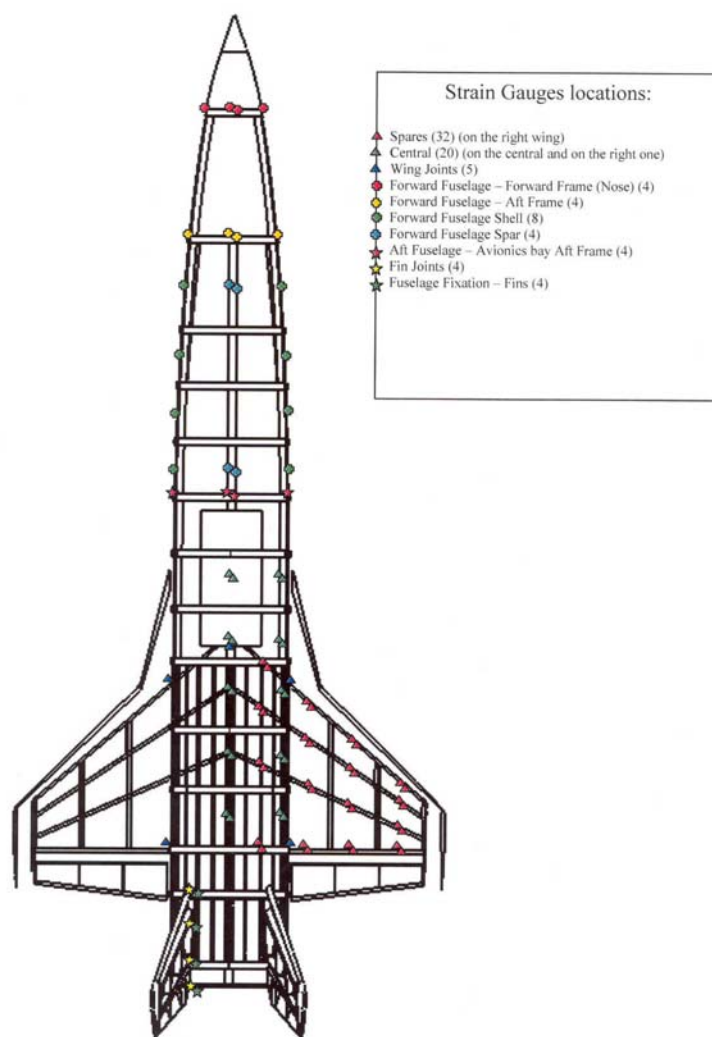 Strain Gauges locations:
Spares (32) (on the right wing)
Central (20) (on the central and on the right one)
Wing Joints (5)
Forward Fuselage – Forward Frame (Nose) (4)
Forward Fuselage – Aft Frame (4)
Forward Fuselage Shell (8)
Forward Fuselage Spar (4)
Aft Fuselage – Avionics bay Aft Frame (4)
Fin Joints (4)
Fuselage Fixation – Fins (4)